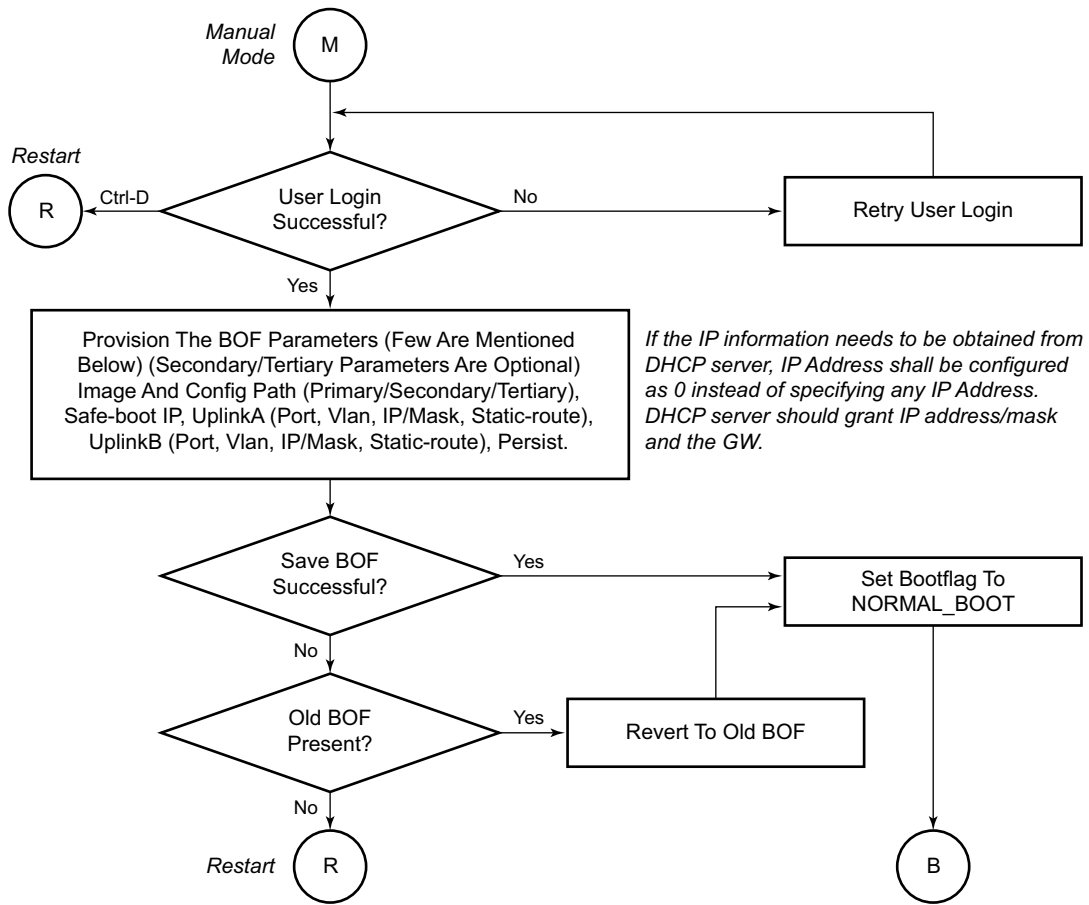 Manual
Mode
M
Restart
R
Ctrl-D
User Login
Successful?
No
Retry User Login
Yes
Provision The BOF Parameters (Few Are Mentioned
Below) (Secondary/Tertiary Parameters Are Optional)
Image And Config Path (Primary/Secondary/Tertiary),
Safe-boot IP, UplinkA (Port, Vlan, IP/Mask, Static-route),
UplinkB (Port, Vlan, IP/Mask, Static-route), Persist.
If the IP information needs to be obtained from
DHCP server, IP Address shall be configured
as 0 instead of specifying any IP Address.
DHCP server should grant IP address/mask
and the GW.
Save BOF
Successful?
Yes
Set Bootflag To
NORMAL_BOOT
No
Old BOF
Present?
Yes
Revert To Old BOF
No
Restart
R
B